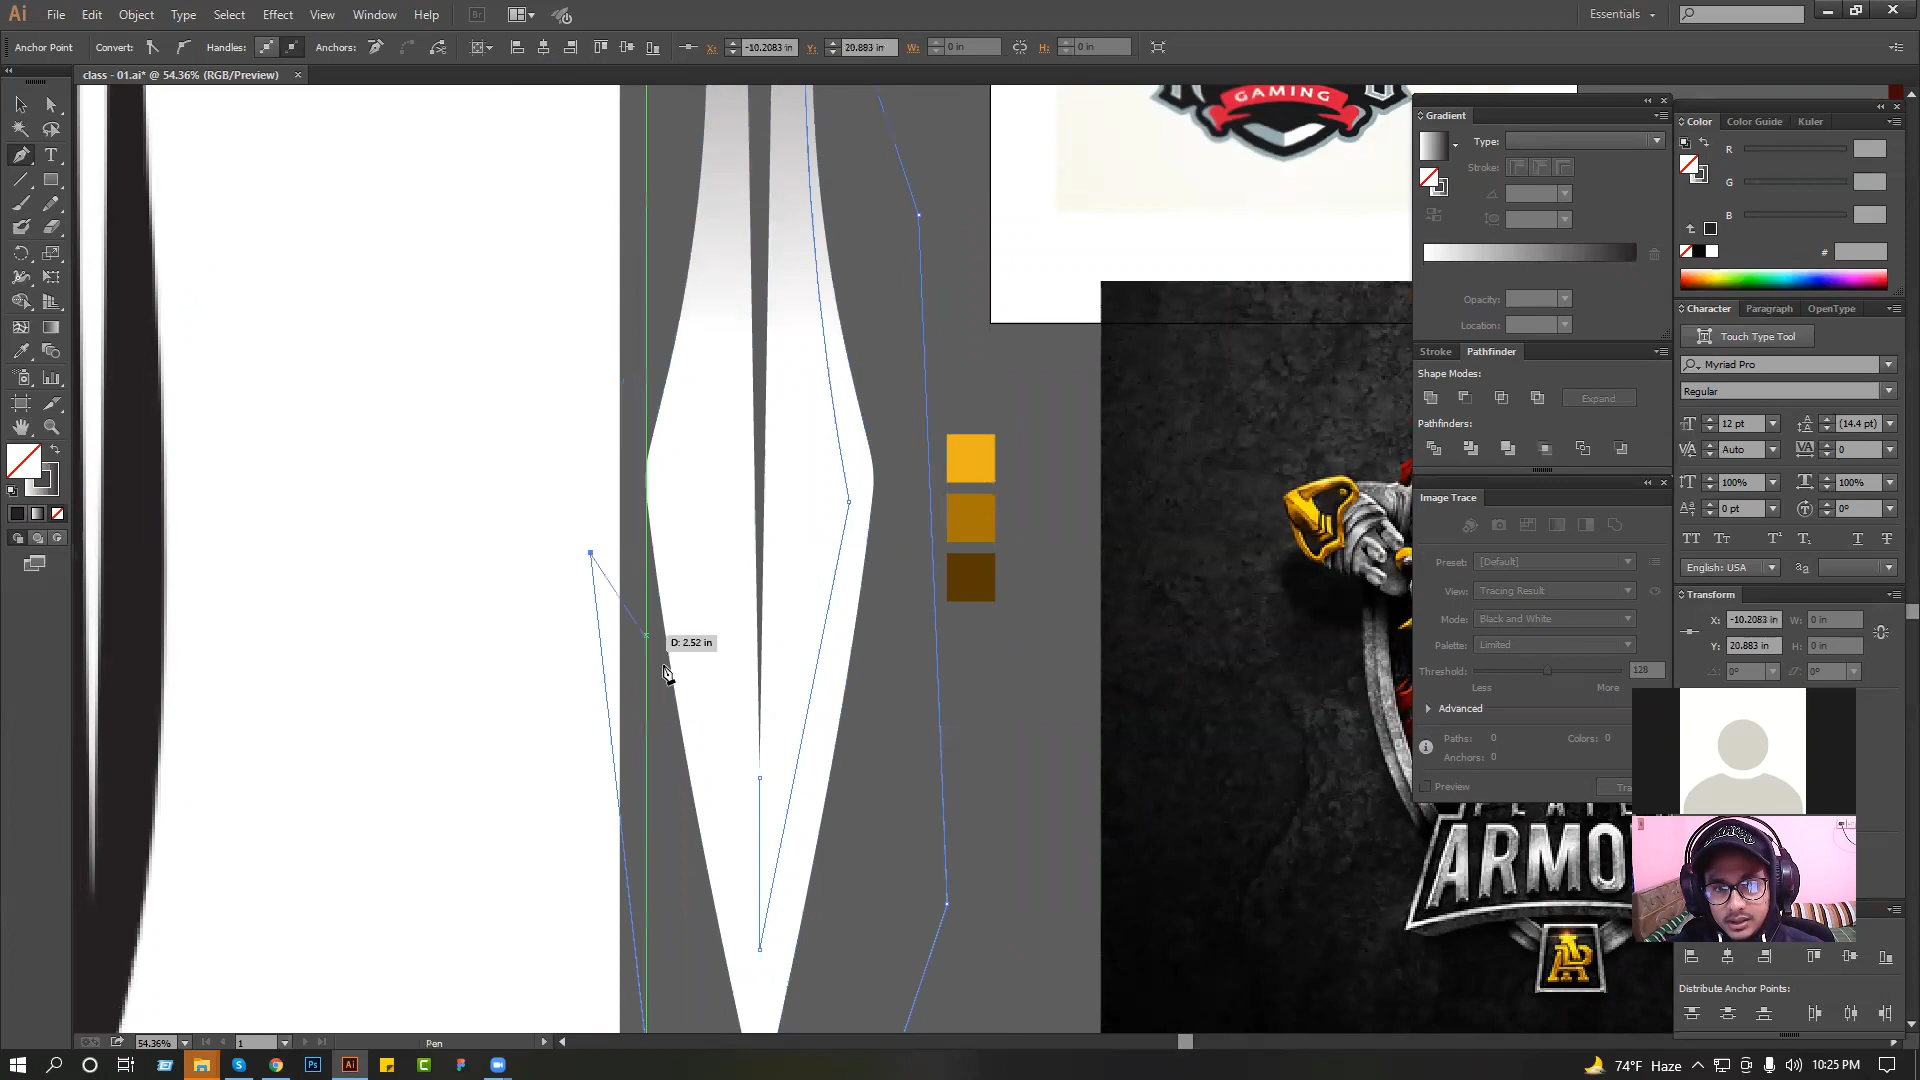 Ai File Edit Object Type Select Effect View Window Help Br Essentials
Anchor Point Convert: Handles: Anchors: X: -10.2083 in Y: 20.883 in W: 0 in H: 0 in
class - 01.ai* @ 54.36% (RGB/Preview) ×
GAMING
D: 2.52 in
ARMO
Gradient
Type:
Stroke:
Opacity:
Location:
Stroke Pathfinder
Shape Modes:
Expand
Pathfinders:
Image Trace
Preset: [Default]
View: Tracing Result
Mode: Black and White
Palette: Limited
Threshold: 128
Less More
Advanced
Paths: 0 Colors: 0
Anchors: 0
Preview
Color Color Guide Kuler
R
G
B
#
Character Paragraph OpenType
Touch Type Tool
Myriad Pro
Regular
12 pt (14.4 pt)
Auto 0
100% 100%
0 pt 0°
English: USA
Transform
X: -10.2083 in W: 0 in
Y: 20.883 in H: 0 in
0° 0°
Distribute Anchor Points:
54.36% 1 Pen
Ps Ai
74°F Haze 10:25 PM